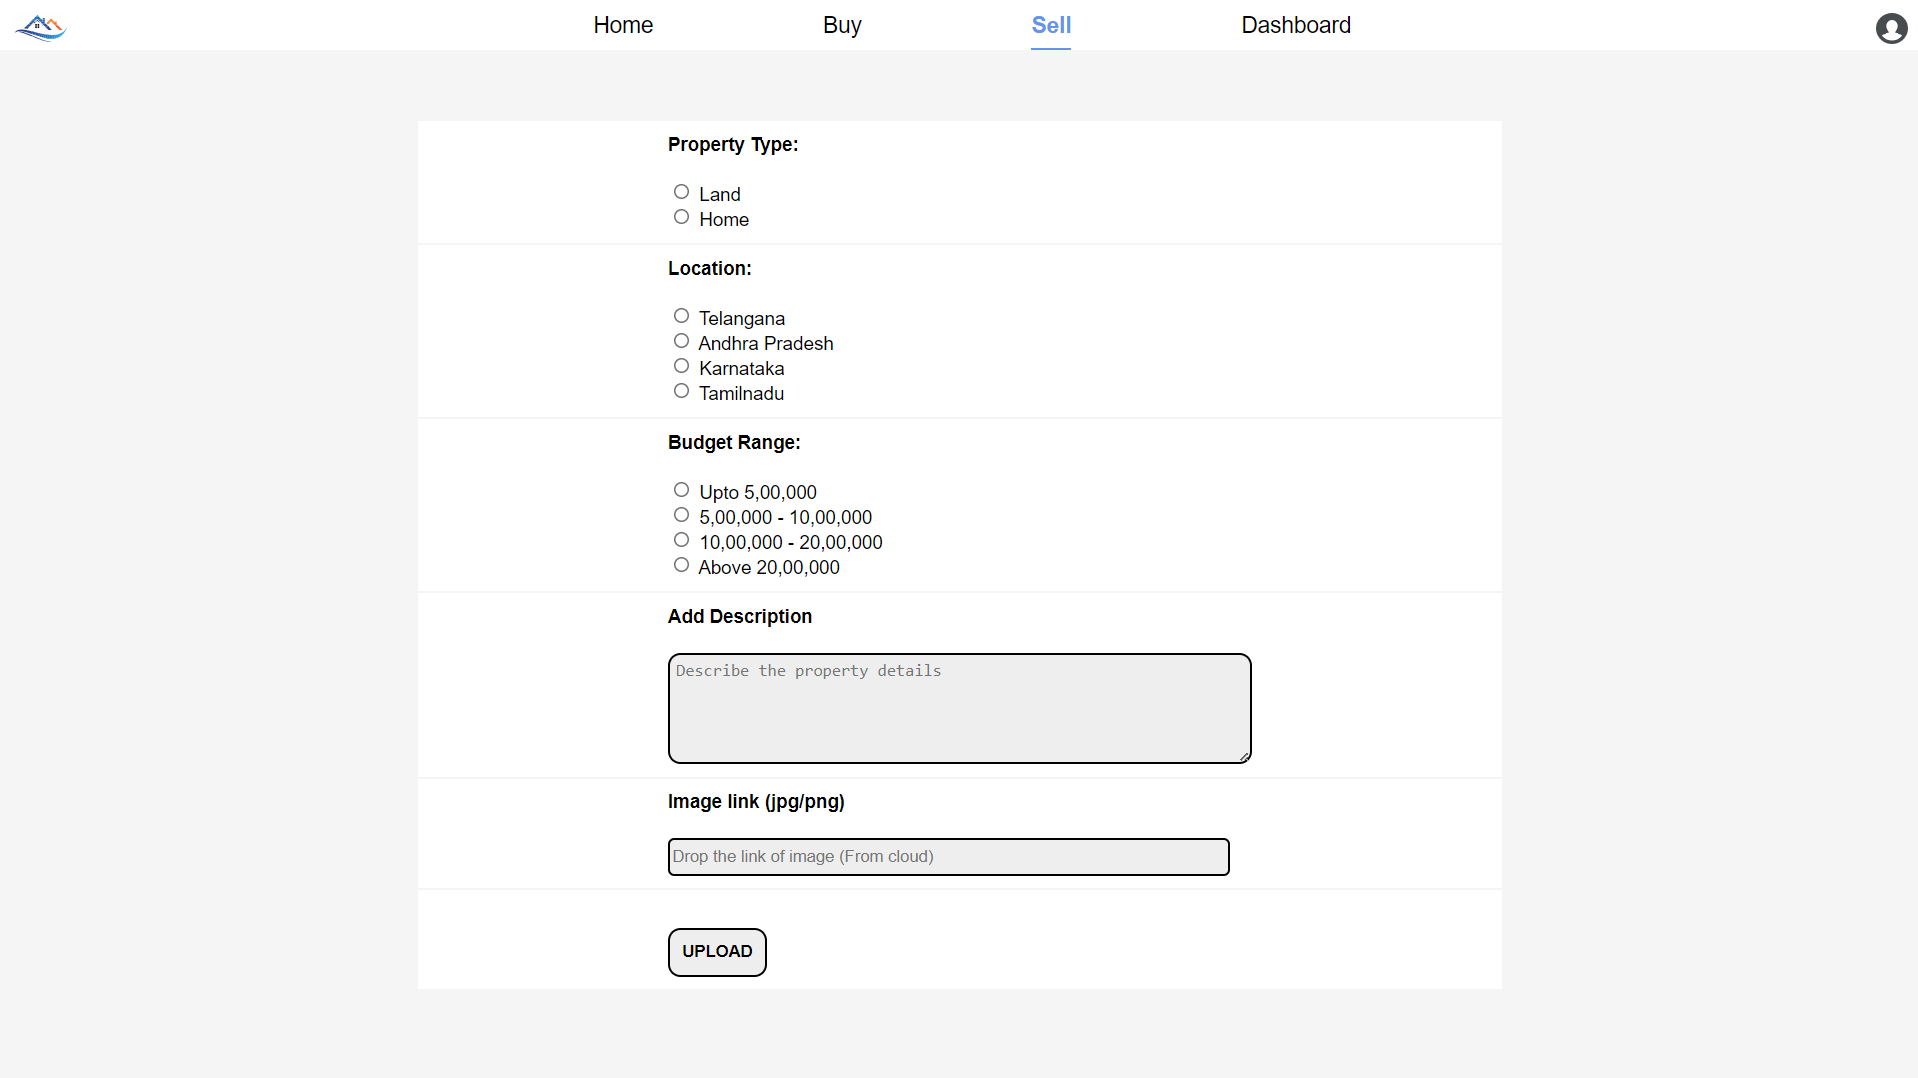 Home Buy Sell Dashboard
Property Type:
Land
Home
Location:
Telangana
Andhra Pradesh
Karnataka
Tamilnadu
Budget Range:
Upto 5,00,000
5,00,000 - 10,00,000
10,00,000 - 20,00,000
Above 20,00,000
Add Description
Describe the property details
Image link (jpg/png)
Drop the link of image (From cloud)
UPLOAD